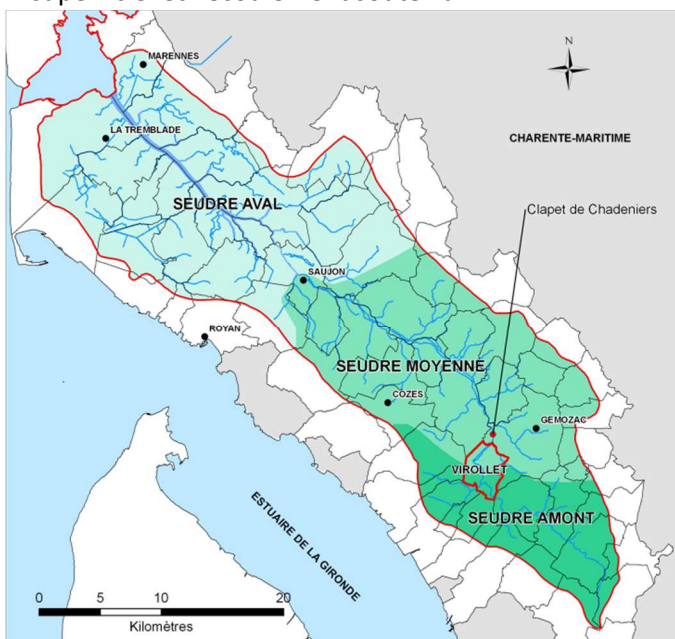 MARENNES
N
LA TREMBLADE
CHARENTE-MARITIME
SEUDRE AVAL
Clapet de Chadeniers
SAUJON
ROYAN
SEUDRE MOYENNE
COZES
GEMOZAC
VIROLLET
SEUDRE AMONT
ESTUAIRE DE LA GIRONDE
0 5 10 20
Kilomètres